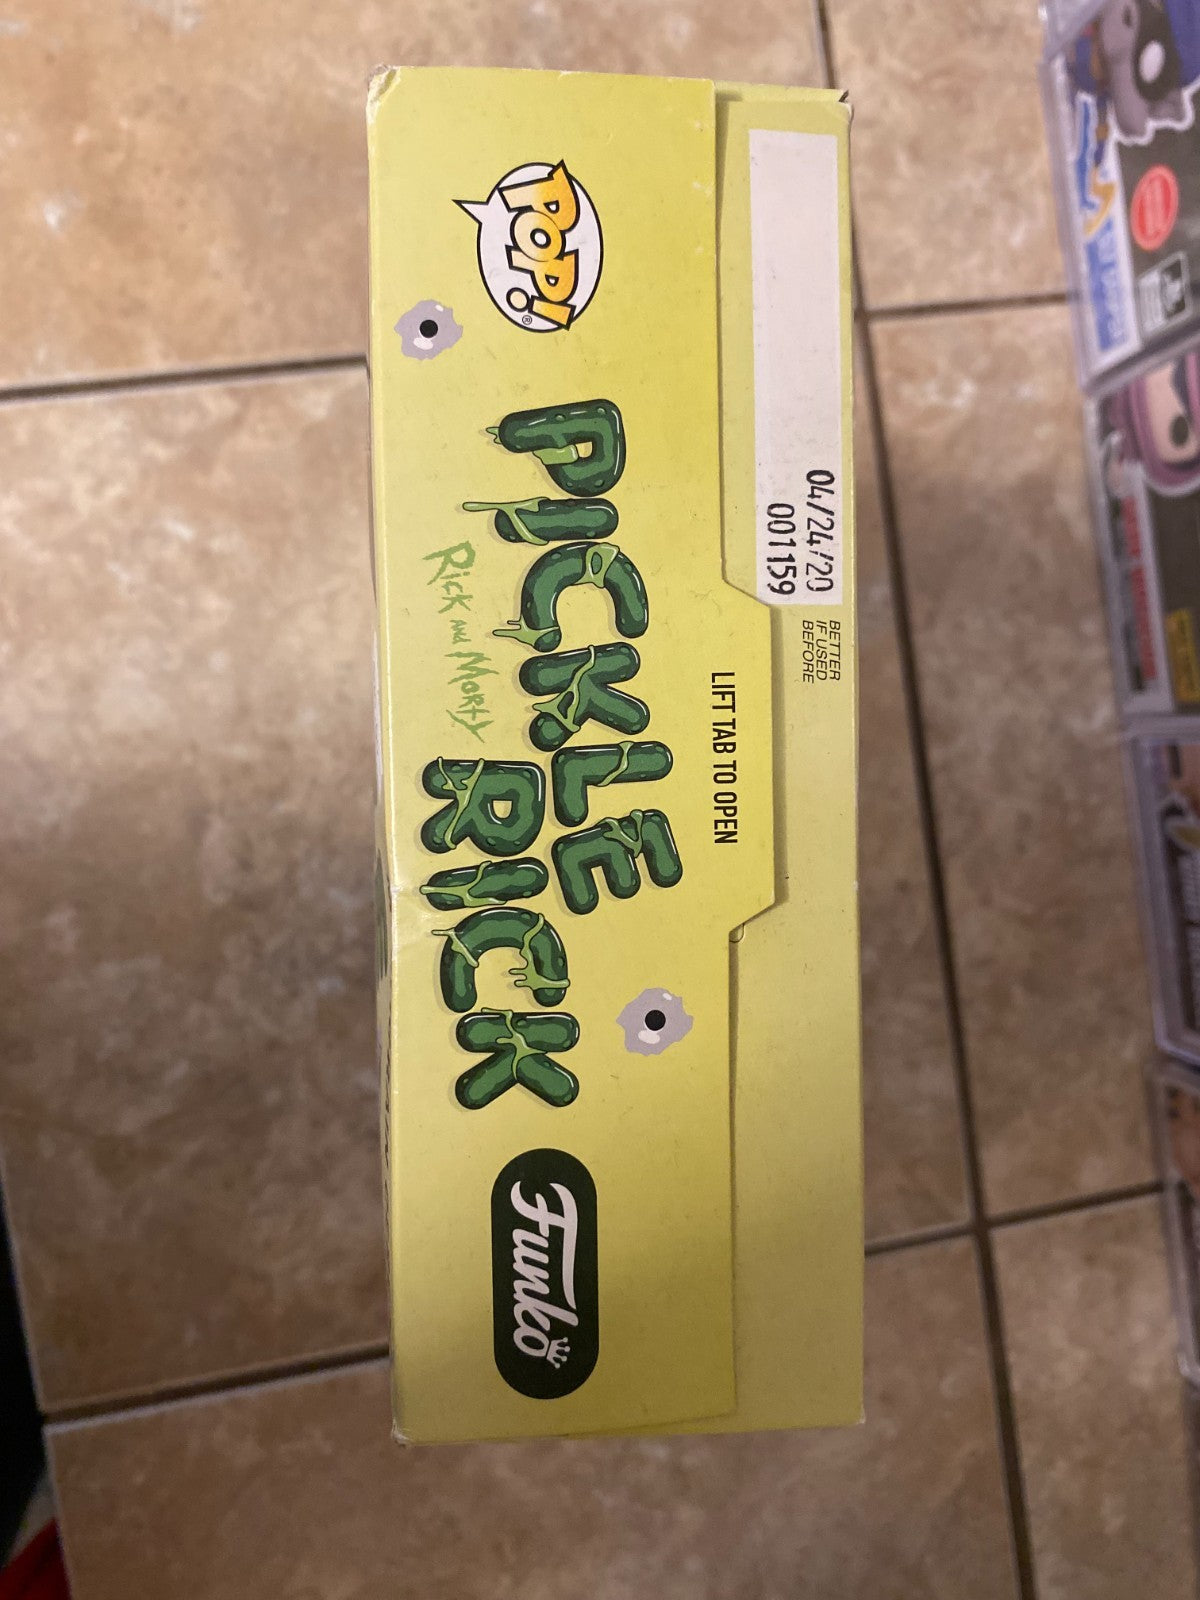 04/24/20
001159
BETTER
IF USED
BEFORE
LIFT TAB TO OPEN
POP!®
PICKLE
RICK
Rick and Morty
Funko